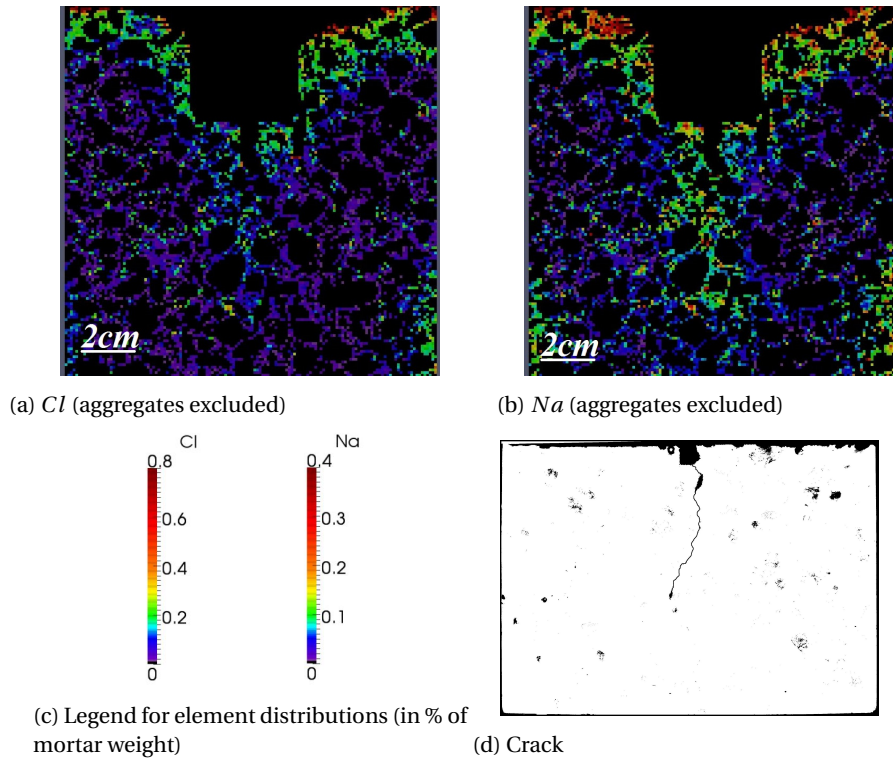 2cm
2cm
(a) Cl (aggregates excluded)
(b) Na (aggregates excluded)
Cl
Na
0.8
0.6
0.4
0.2
0
0.4
0.3
0.2
0.1
0
(c) Legend for element distributions (in % of
mortar weight)
(d) Crack